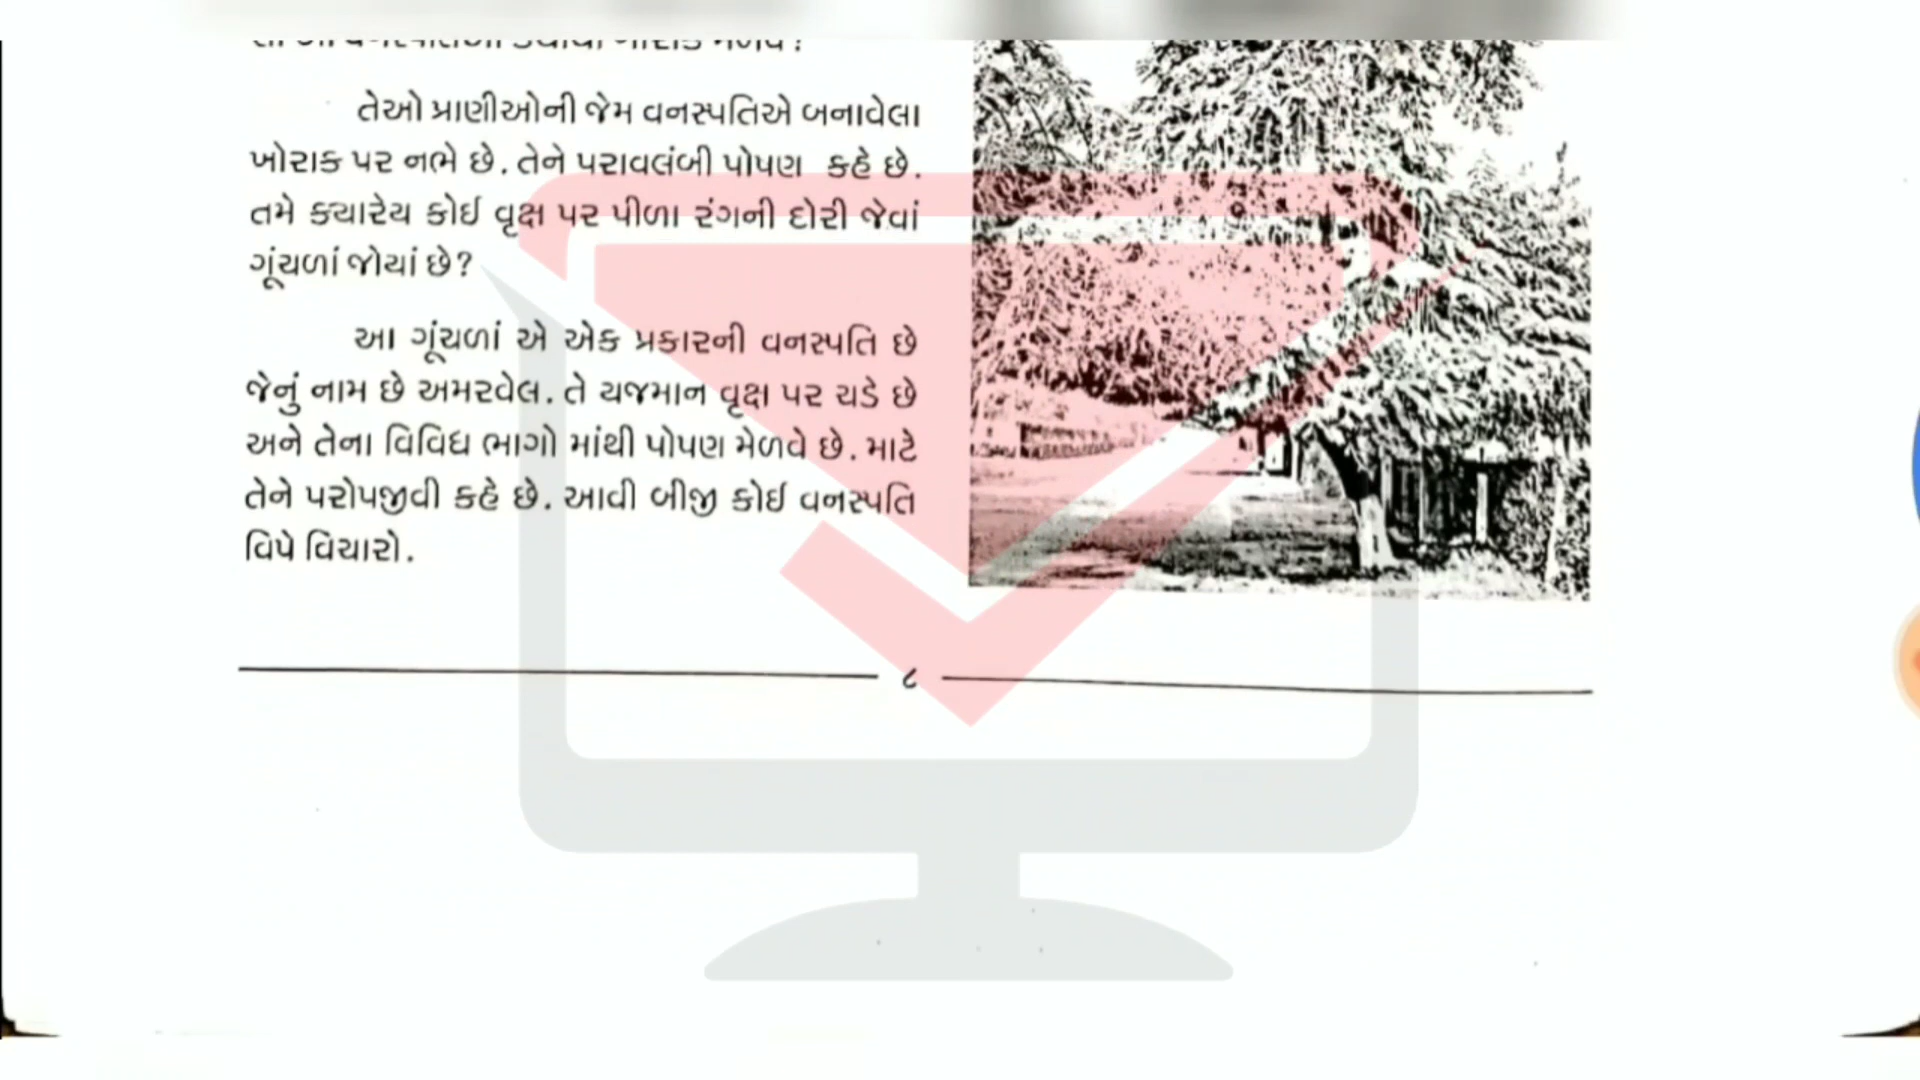 તેઓ પ્રાણીઓની જેમ વનસ્પતિએ બનાવેલા
ખોરાક પર નભે છે. તેને પરાવલંબી પોષણ કહે છે.
તમે ક્યારેય કોઈ વૃક્ષ પર પીળા રંગની દોરી જેવાં
ગૂંચળાં જોયાં છે?
આ ગૂંચળાં એ એક પ્રકારની વનસ્પતિ છે
જેનું નામ છે અમરવેલ. તે યજમાન વૃક્ષ પર ચડે છે
અને તેના વિવિધ ભાગો માંથી પોષણ મેળવે છે. માટે
તેને પરોપજીવી કહે છે. આવી બીજી કોઈ વનસ્પતિ
વિષે વિચારો.
૮